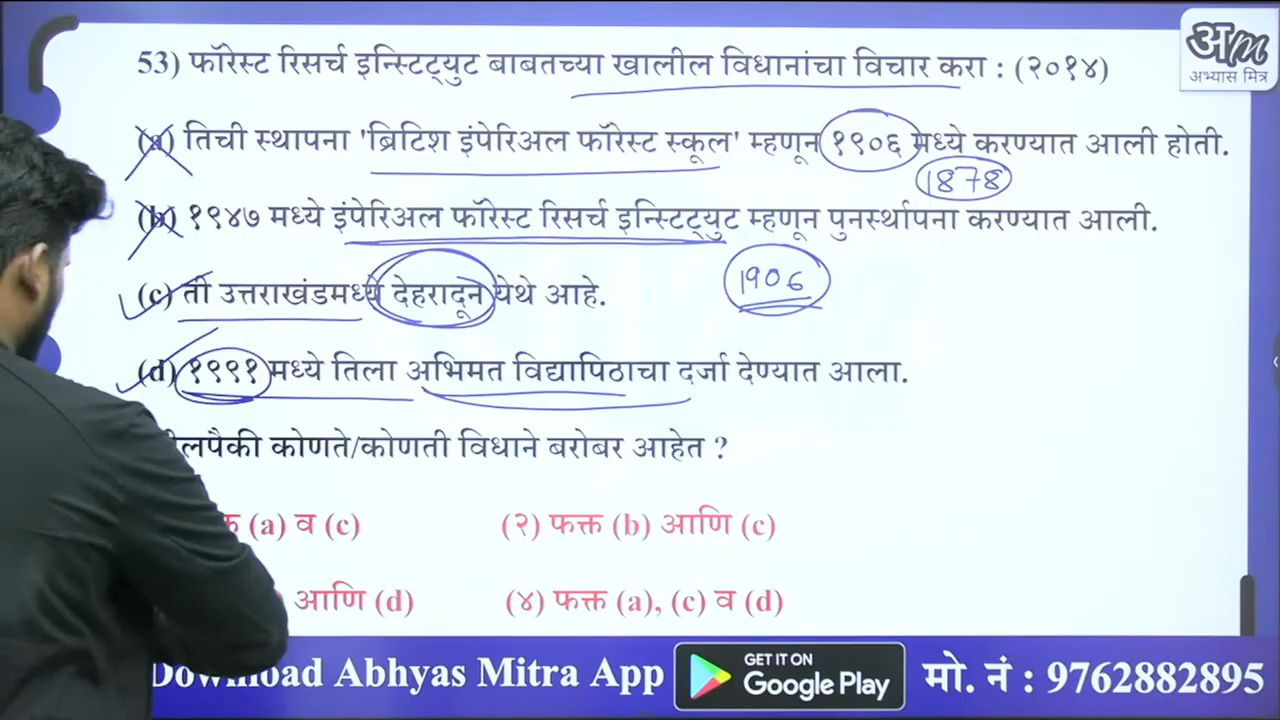 अm
अभ्यास मित्र
53) फॉरेस्ट रिसर्च इन्स्टिट्युट बाबतच्या खालील विधानांचा विचार करा : (२०१४)
(a) तिची स्थापना 'ब्रिटिश इंपेरिअल फॉरेस्ट स्कूल' म्हणून १९०६ मध्ये करण्यात आली होती.
1878
(b) १९४७ मध्ये इंपेरिअल फॉरेस्ट रिसर्च इन्स्टिट्युट म्हणून पुनर्स्थापना करण्यात आली.
1906
(c) ती उत्तराखंडमध्ये देहरादून येथे आहे.
(d) १९९१ मध्ये तिला अभिमत विद्यापिठाचा दर्जा देण्यात आला.
कोणते/कोणती विधाने बरोबर आहेत ?
(a) व (c)
(२) फक्त (b) आणि (c)
आणि (d)
(४) फक्त (a), (c) व (d)
Download Abhyas Mitra App
GET IT ON
Google Play
मो. नं : 9762882895